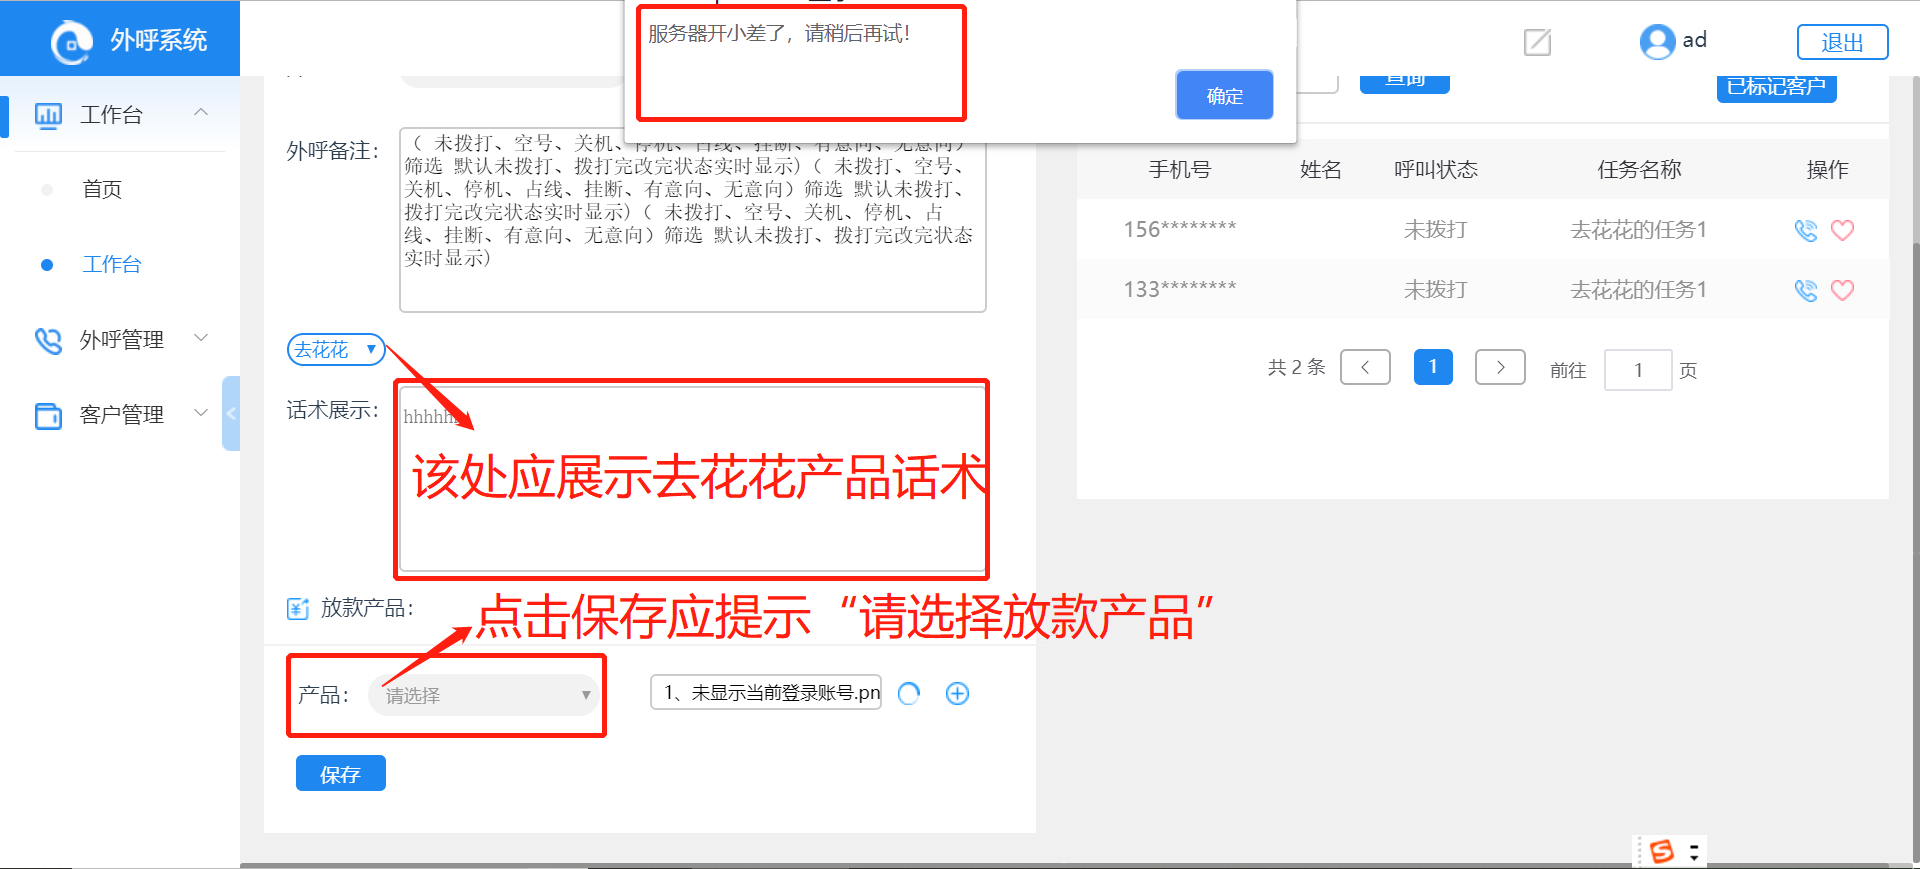 外呼系统
服务器开小差了，请稍后再试！
确定
ad
退出
查询
已标记客户
工作台
首页
工作台
外呼管理
客户管理
外呼备注：
（ 未拨打、空号、关机、停机、占线、挂断、有意向、无意向）
筛选 默认未拨打、拨打完改完状态实时显示)（ 未拨打、空号、
关机、停机、占线、挂断、有意向、无意向）筛选 默认未拨打、
拨打完改完状态实时显示)（ 未拨打、空号、关机、停机、占
线、挂断、有意向、无意向）筛选 默认未拨打、拨打完改完状态
实时显示)
去花花 ▼
话术展示：
hhhhh
该处应展示去花花产品话术
放款产品：
点击保存应提示“请选择放款产品”
产品：
请选择 ▼
1、未显示当前登录账号.pn
保存
手机号 姓名 呼叫状态 任务名称 操作
156******** 未拨打 去花花的任务1
133******** 未拨打 去花花的任务1
共 2 条 < 1 > 前往 1 页